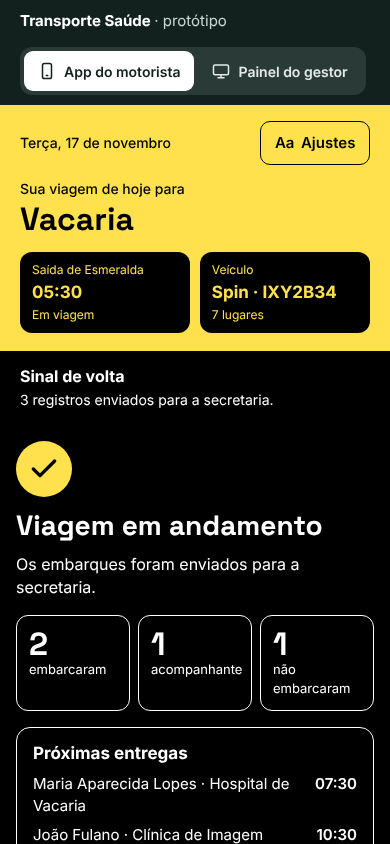 Transporte Saúde · protótipo
App do motorista
Painel do gestor
Terça, 17 de novembro
Aa Ajustes
Sua viagem de hoje para
Vacaria
Saída de Esmeralda
05:30
Em viagem
Veículo
Spin · IXY2B34
7 lugares
Sinal de volta
3 registros enviados para a secretaria.
Viagem em andamento
Os embarques foram enviados para a
secretaria.
2
embarcaram
1
acompanhante
1
não
embarcaram
Próximas entregas
Maria Aparecida Lopes · Hospital de
Vacaria
07:30
João Fulano · Clínica de Imagem
10:30